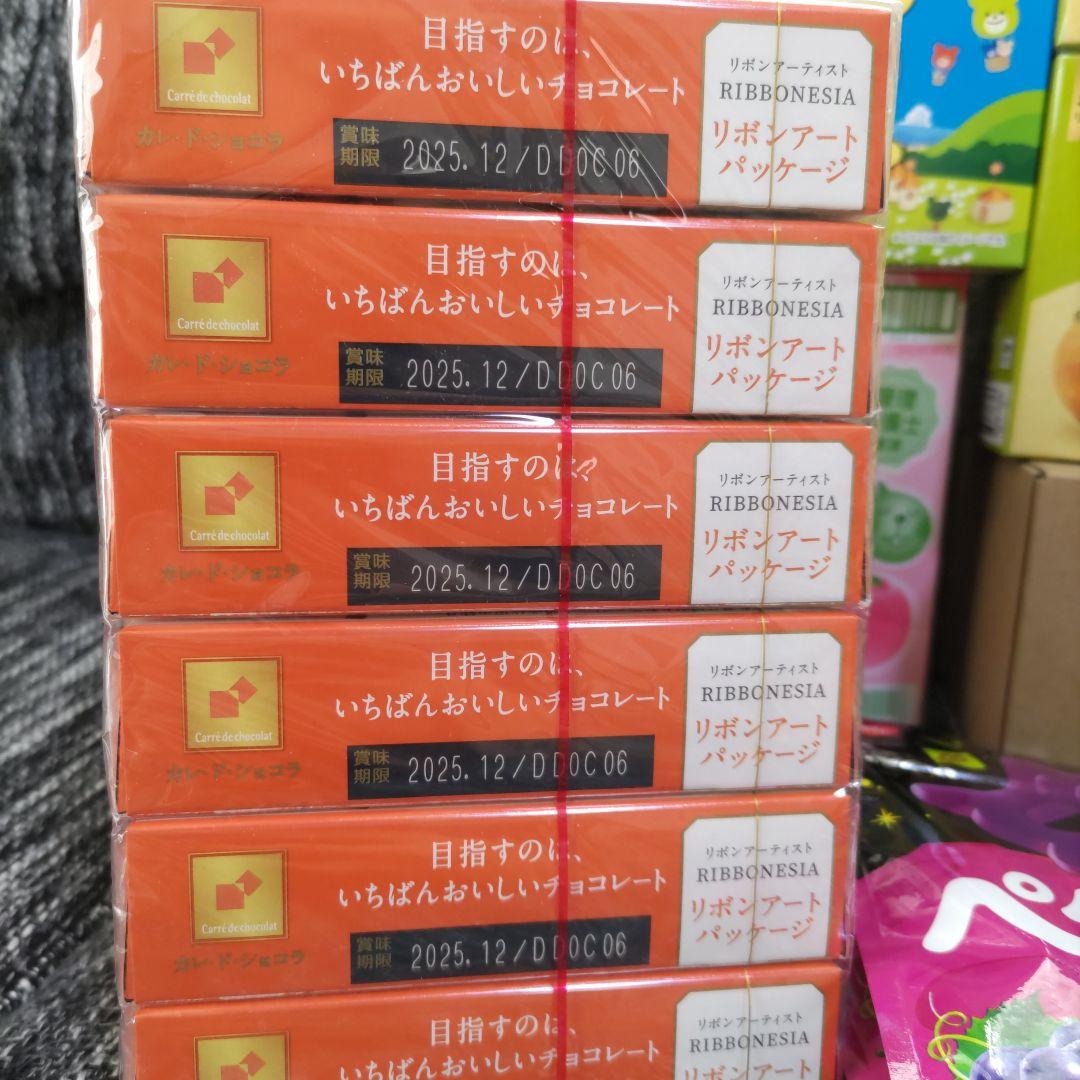 Carré de chocolat
カレ・ド・ショコラ
目指すのは、
いちばんおいしいチョコレート
賞味
期限
2025.12/DD0C06
リボンアーティスト
RIBBONESIA
リボンアート
パッケージ
Carré de chocolat
カレ・ド・ショコラ
目指すのは、
いちばんおいしいチョコレート
賞味
期限
2025.12/DD0C06
リボンアーティスト
RIBBONESIA
リボンアート
パッケージ
Carré de chocolat
カレ・ド・ショコラ
目指すのは、
いちばんおいしいチョコレート
賞味
期限
2025.12/DD0C06
リボンアーティスト
RIBBONESIA
リボンアート
パッケージ
Carré de chocolat
カレ・ド・ショコラ
目指すのは、
いちばんおいしいチョコレート
賞味
期限
2025.12/DD0C06
リボンアーティスト
RIBBONESIA
リボンアート
パッケージ
Carré de chocolat
カレ・ド・ショコラ
目指すのは、
いちばんおいしいチョコレート
賞味
期限
2025.12/DD0C06
リボンアーティスト
RIBBONESIA
リボンアート
パッケージ
目指すのは、
いちばんおいしいチョコレート
リボンアーティスト
RIBBONESIA
リボンアート